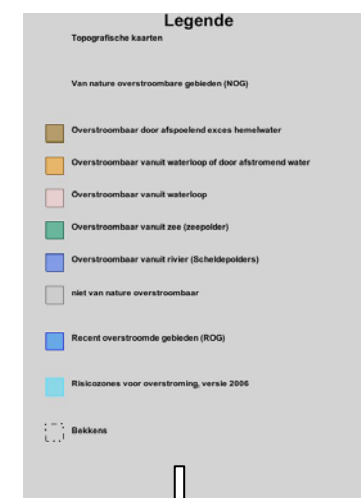 Legende
Topografische kaarten
Van nature overstroombare gebieden (NOG)
Overstroombaar door afspoelend exces hemelwater
Overstroombaar vanuit waterloop of door afstromend water
Overstroombaar vanuit waterloop
Overstroombaar vanuit zee (zeepolder)
Overstroombaar vanuit rivier (Scheldepolders)
niet van nature overstroombaar
Recent overstroomde gebieden (ROG)
Risicozones voor overstroming, versie 2006
Bekkens